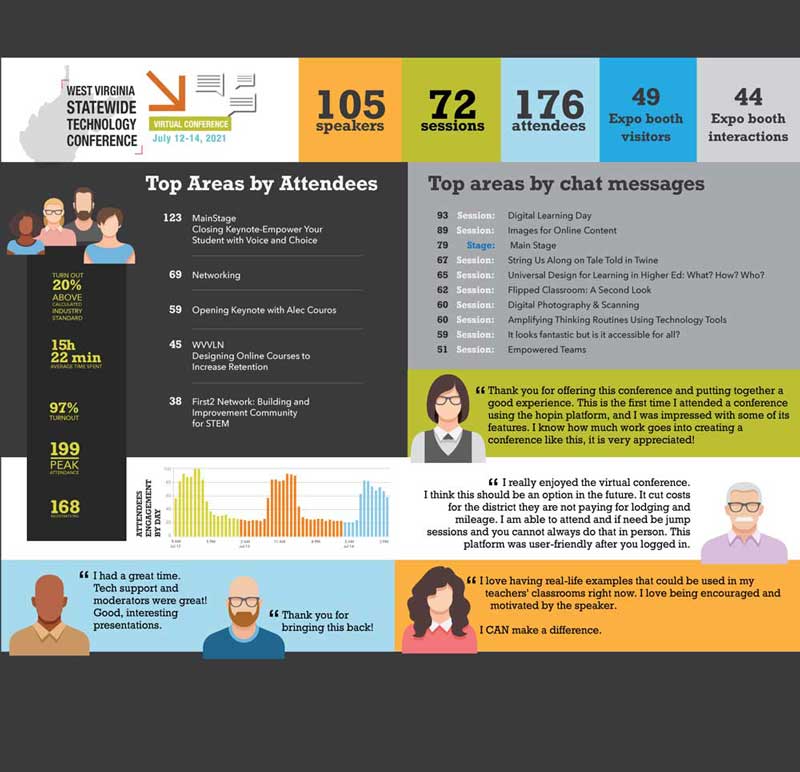 WEST VIRGINIA
STATEWIDE
TECHNOLOGY
CONFERENCE
VIRTUAL CONFERENCE
July 12-14, 2021
105
speakers
72
sessions
176
attendees
49
Expo booth
visitors
44
Expo booth
interactions
TURN OUT
20%
ABOVE
CALCULATED
INDUSTRY
STANDARD
15h
22 min
AVERAGE TIME SPENT
97%
TURNOUT
199
PEAK
ATTENDANCE
168
Top Areas by Attendees
123 MainStage
Closing Keynote-Empower Your
Student with Voice and Choice
69 Networking
59 Opening Keynote with Alec Couros
45 WVVLN
Designing Online Courses to
Increase Retention
38 First2 Network: Building and
Improvement Community
for STEM
Top areas by chat messages
93 Session: Digital Learning Day
89 Session: Images for Online Content
79 Stage: Main Stage
67 Session: String Us Along on Tale Told in Twine
65 Session: Universal Design for Learning in Higher Ed: What? How? Who?
62 Session: Flipped Classroom: A Second Look
60 Session: Digital Photography & Scanning
60 Session: Amplifying Thinking Routines Using Technology Tools
59 Session: It looks fantastic but is it accessible for all?
51 Session: Empowered Teams
“ Thank you for offering this conference and putting together a
good experience. This is the first time I attended a conference
using the hopin platform, and I was impressed with some of its
features. I know how much work goes into creating a
conference like this, it is very appreciated!
ATTENDEES
ENGAGEMENT
BY DAY
“ I really enjoyed the virtual conference.
I think this should be an option in the future. It cut costs
for the district they are not paying for lodging and
mileage. I am able to attend and if need be jump
sessions and you cannot always do that in person. This
platform was user-friendly after you logged in.
“ I had a great time.
Tech support and
moderators were great!
Good, interesting
presentations.
“ Thank you for
bringing this back!
“ I love having real-life examples that could be used in my
teachers' classrooms right now. I love being encouraged and
motivated by the speaker.
I CAN make a difference.